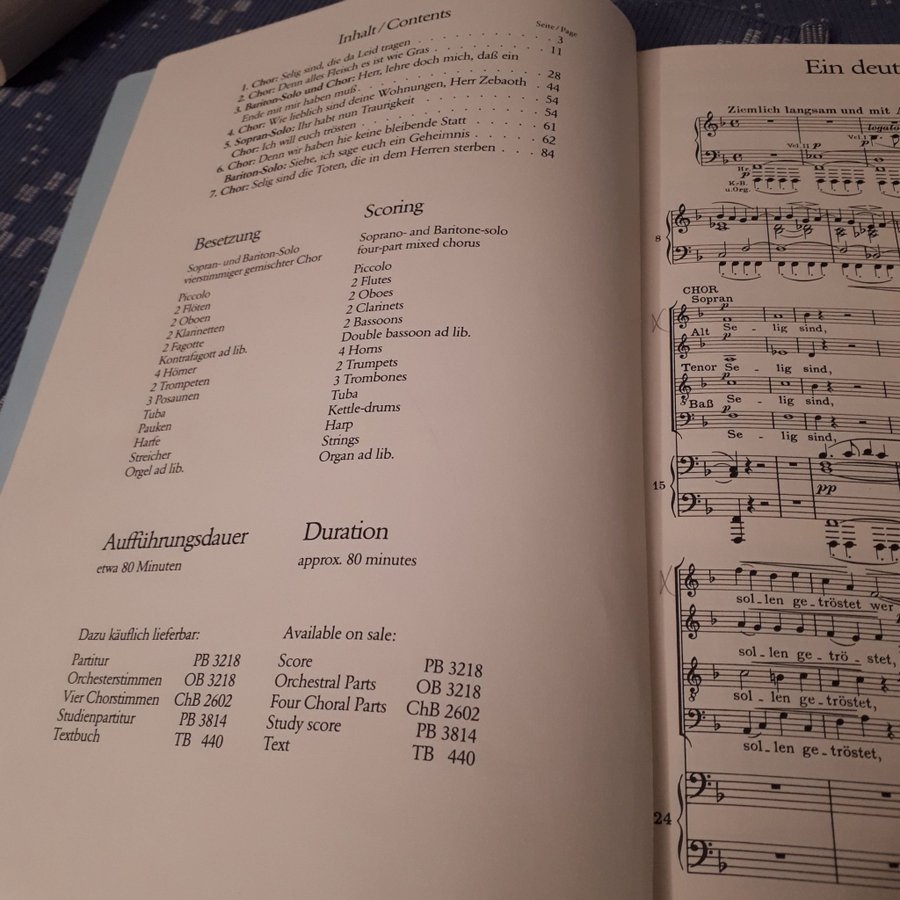 Inhalt / Contents
Seite / Page
1. Chor: Selig sind, die da Leid tragen . . . . . . . . . . 3
2. Chor: Denn alles Fleisch es ist wie Gras . . . . . . . . . . 11
3. Bariton-Solo und Chor: Herr, lehre doch mich, daß ein
Ende mit mir haben muß . . . . . . . . . . 28
4. Chor: Wie lieblich sind deine Wohnungen, Herr Zebaoth . . 44
5. Sopran-Solo: Ihr habt nun Traurigkeit . . . . . . . . . . 54
Chor: Ich will euch trösten . . . . . . . . . . 54
6. Chor: Denn wir haben hie keine bleibende Statt . . . . . . 61
Bariton-Solo: Siehe, ich sage euch ein Geheimnis . . . . . . 62
7. Chor: Selig sind die Toten, die in dem Herren sterben . . . 84
Besetzung
Sopran- und Bariton-Solo
vierstimmiger gemischter Chor
Piccolo
2 Flöten
2 Oboen
2 Klarinetten
2 Fagotte
Kontrafagott ad lib.
4 Hörner
2 Trompeten
3 Posaunen
Tuba
Pauken
Harfe
Streicher
Orgel ad lib.
Scoring
Soprano- and Baritone-solo
four-part mixed chorus
Piccolo
2 Flutes
2 Oboes
2 Clarinets
2 Bassoons
Double bassoon ad lib.
4 Horns
2 Trumpets
3 Trombones
Tuba
Kettle-drums
Harp
Strings
Organ ad lib.
Aufführungsdauer
etwa 80 Minuten
Duration
approx. 80 minutes
Dazu käuflich lieferbar:
Partitur PB 3218
Orchesterstimmen OB 3218
Vier Chorstimmen ChB 2602
Studienpartitur PB 3814
Textbuch TB 440
Available on sale:
Score PB 3218
Orchestral Parts OB 3218
Four Choral Parts ChB 2602
Study score PB 3814
Text TB 440
Ein deut
Ziemlich langsam und mit
legato
Vcl. I p
Vcl. II p
p
Hr.
K.-B.
u. Org.
8
CHOR
Sopran
p
Se - lig sind,
Alt
p
Se - lig sind,
Tenor
p
Se - lig sind,
Baß
p
Se - lig sind,
15
pp
sol - len ge - tröstet wer
sol - len ge - trö - stet,
sol - len ge - tröstet,
sol - len ge - tröstet,
24